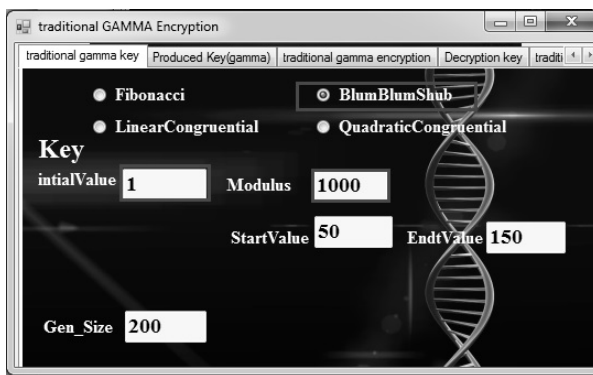 traditional GAMMA Encryption
traditional gamma key Produced Key(gamma) traditional gamma encryption Decryption key traditi
Fibonacci BlumBlumShub
LinearCongruential QuadraticCongruential
Key
intialValue 1 Modulus 1000
StartValue 50 EndtValue 150
Gen_Size 200